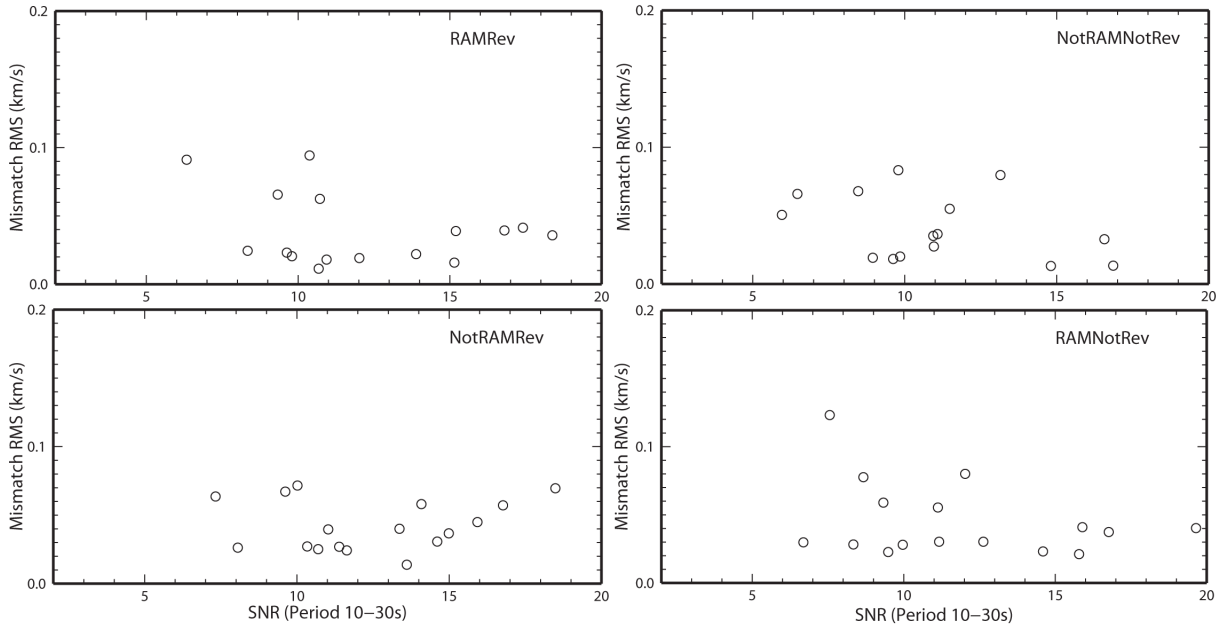 0.2
RAMRev
Mismatch RMS (km/s)
0.1
0.0
5 10 15 20
0.2
NotRAMNotRev
Mismatch RMS (km/s)
0.1
0.0
5 10 15 20
0.2
NotRAMRev
Mismatch RMS (km/s)
0.1
0.0
5 10 15 20
SNR (Period 10−30s)
0.2
RAMNotRev
Mismatch RMS (km/s)
0.1
0.0
5 10 15 20
SNR (Period 10−30s)